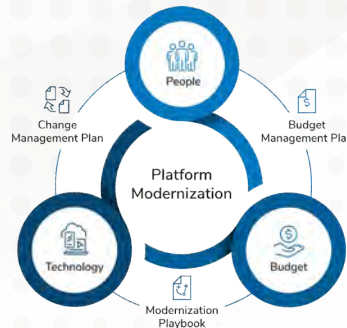 People
Change
Management Plan
Budget
Management Pla
Platform
Modernization
Technology
Budget
Modernization
Playbook